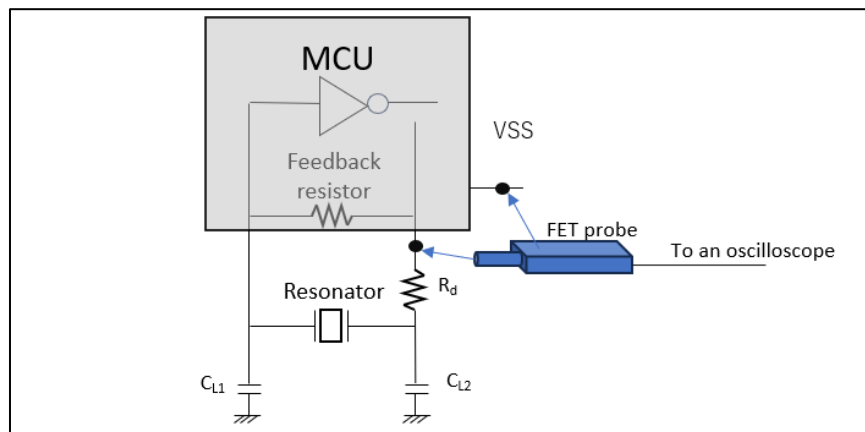 MCU
VSS
Feedback
resistor
FET probe
To an oscilloscope
Rd
Resonator
CL1
CL2